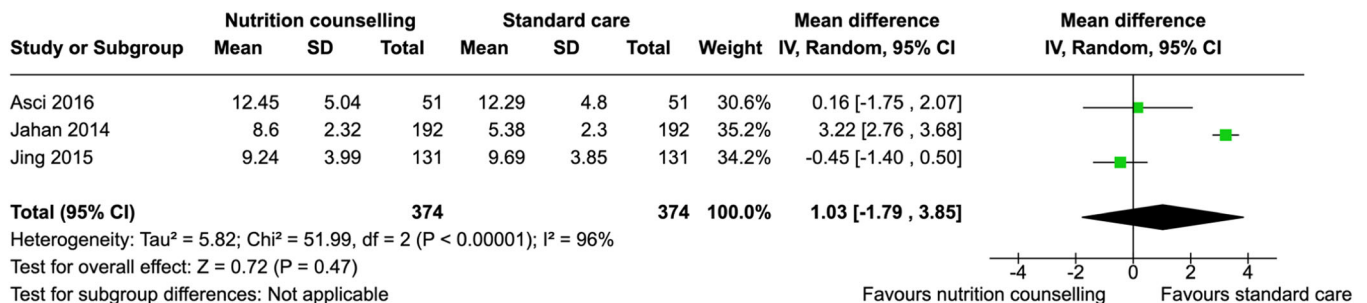 Nutrition counselling Standard care Mean difference Mean difference
Study or Subgroup Mean SD Total Mean SD Total Weight IV, Random, 95% CI IV, Random, 95% CI
Asci 2016 12.45 5.04 51 12.29 4.8 51 30.6% 0.16 [-1.75 , 2.07]
Jahan 2014 8.6 2.32 192 5.38 2.3 192 35.2% 3.22 [2.76 , 3.68]
Jing 2015 9.24 3.99 131 9.69 3.85 131 34.2% -0.45 [-1.40 , 0.50]
Total (95% CI) 374 374 100.0% 1.03 [-1.79 , 3.85]
Heterogeneity: Tau² = 5.82; Chi² = 51.99, df = 2 (P < 0.00001); I² = 96%
Test for overall effect: Z = 0.72 (P = 0.47)
-4 -2 0 2 4
Test for subgroup differences: Not applicable Favours nutrition counselling Favours standard care